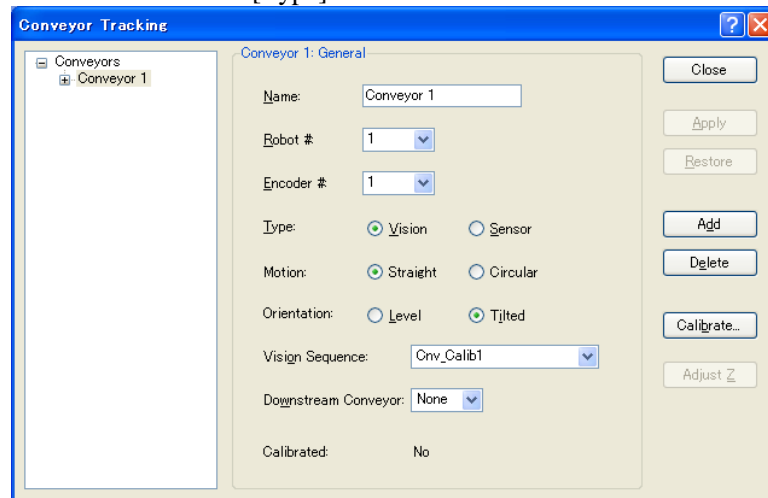 [Type]
Conveyor Tracking
Conveyors
Conveyor 1
Conveyor 1: General
Name: Conveyor 1
Robot # 1
Encoder # 1
Type: Vision Sensor
Motion: Straight Circular
Orientation: Level Tilted
Vision Sequence: Cnv_Calib1
Downstream Conveyor: None
Calibrated: No
Close
Apply
Restore
Add
Delete
Calibrate...
Adjust Z